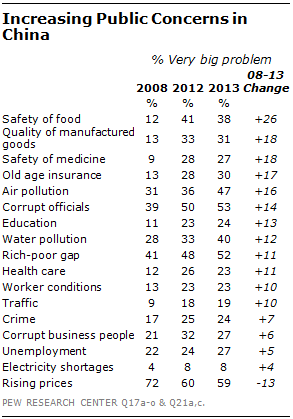 Increasing Public Concerns in
China
% Very big problem
2008 2012 2013 08-13 Change
% % %
Safety of food 12 41 38 +26
Quality of manufactured
goods 13 33 31 +18
Safety of medicine 9 28 27 +18
Old age insurance 13 28 30 +17
Air pollution 31 36 47 +16
Corrupt officials 39 50 53 +14
Education 11 23 24 +13
Water pollution 28 33 40 +12
Rich-poor gap 41 48 52 +11
Health care 12 26 23 +11
Worker conditions 13 23 23 +10
Traffic 9 18 19 +10
Crime 17 25 24 +7
Corrupt business people 21 32 27 +6
Unemployment 22 24 27 +5
Electricity shortages 4 8 8 +4
Rising prices 72 60 59 -13
PEW RESEARCH CENTER Q17a-o & Q21a,c.